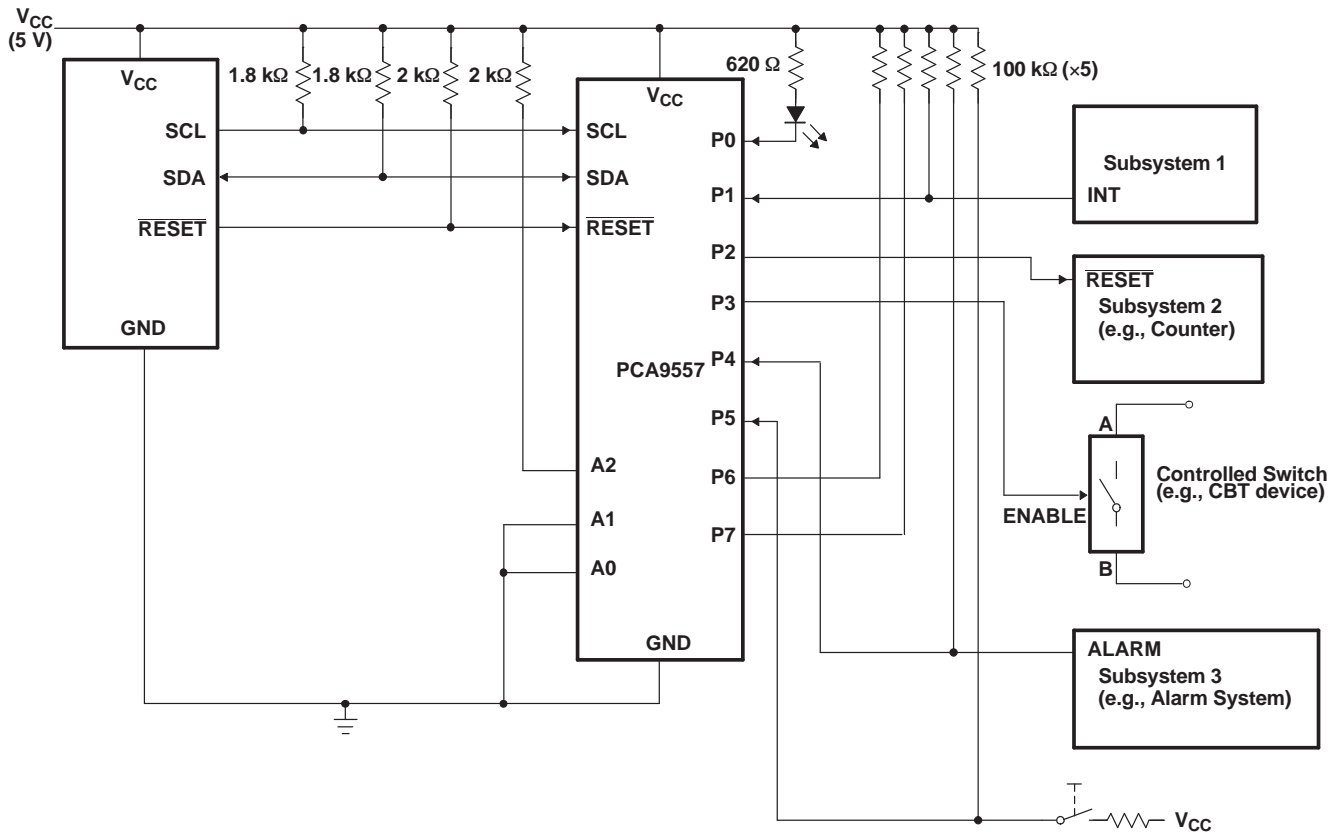 VCC
(5 V)
VCC
SCL
SDA
RESET
GND
1.8 kΩ
1.8 kΩ
2 kΩ
2 kΩ
VCC
SCL
SDA
RESET
PCA9557
A2
A1
A0
GND
P0
P1
P2
P3
P4
P5
P6
P7
620 Ω
100 kΩ (×5)
Subsystem 1
INT
RESET
Subsystem 2
(e.g., Counter)
A
Controlled Switch
(e.g., CBT device)
ENABLE
B
ALARM
Subsystem 3
(e.g., Alarm System)
VCC